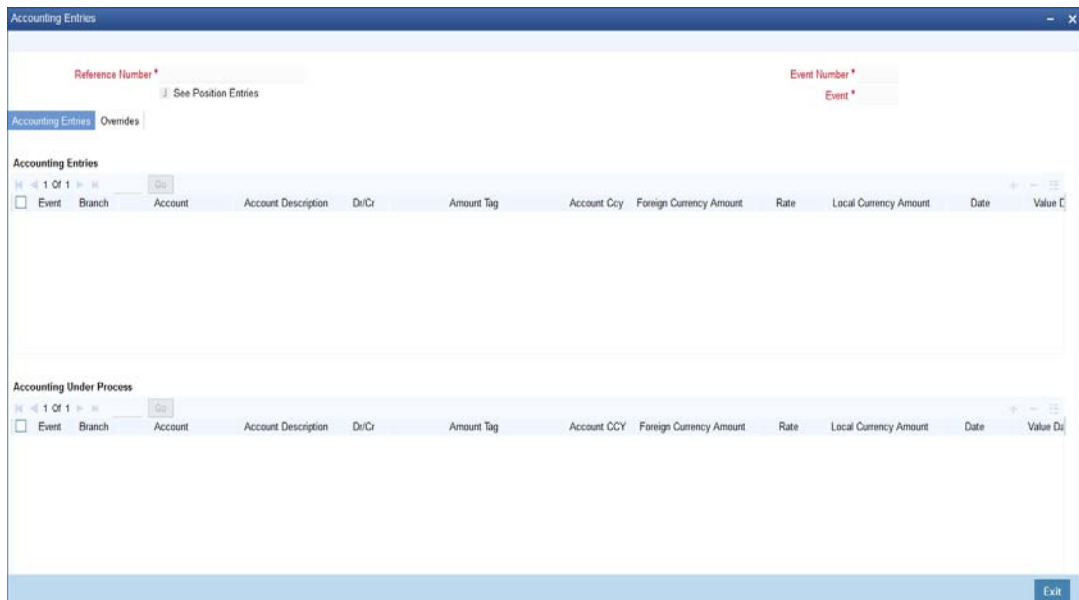 Accounting Entries
Reference Number *
See Position Entries
Event Number *
Event *
Accounting Entries Overrides
Accounting Entries
1 Of 1 Go
Event Branch Account Account Description Dr/Cr Amount Tag Account Ccy Foreign Currency Amount Rate Local Currency Amount Date Value D
Accounting Under Process
1 Of 1 Go
Event Branch Account Account Description Dr/Cr Amount Tag Account CCY Foreign Currency Amount Rate Local Currency Amount Date Value Da
Exit